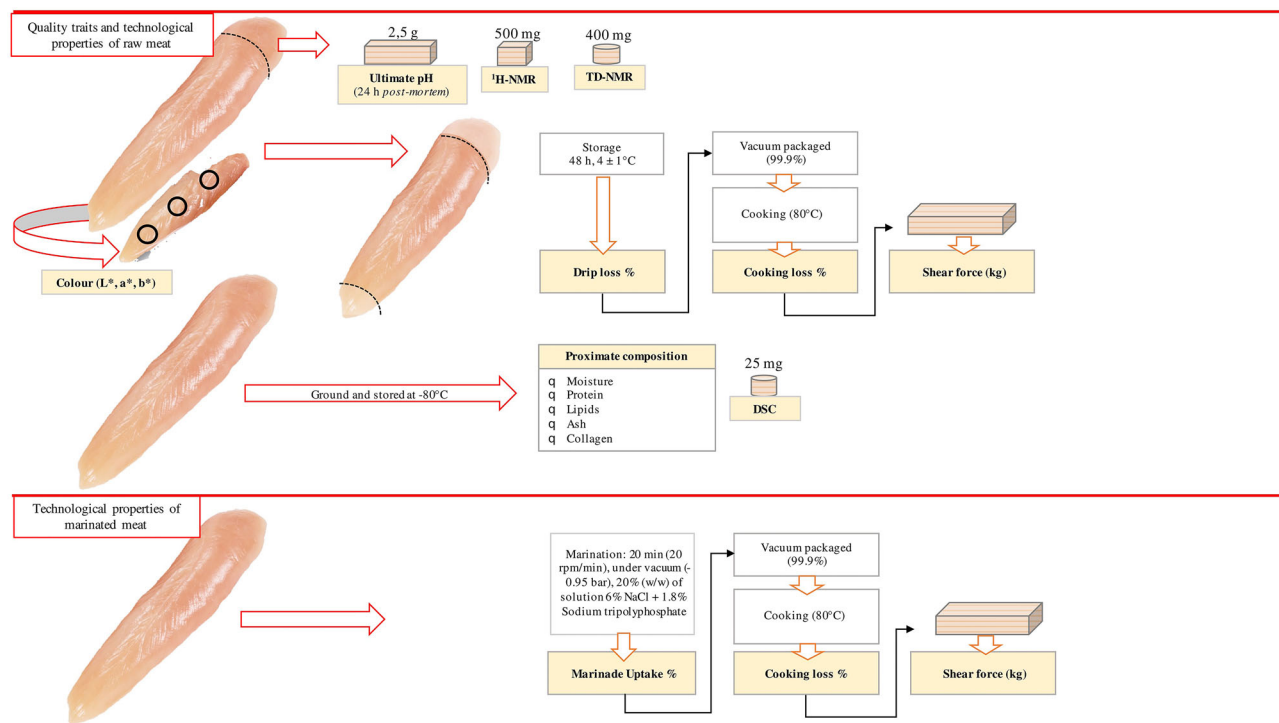 Quality traits and technological
properties of raw meat
2,5 g
500 mg
400 mg
Ultimate pH
(24 h post-mortem)
¹H-NMR
TD-NMR
Colour (L*, a*, b*)
Storage
48 h, 4 ± 1°C
Drip loss %
Vacuum packaged
(99.9%)
Cooking (80°C)
Cooking loss %
Shear force (kg)
Ground and stored at -80°C
Proximate composition
q Moisture
q Protein
q Lipids
q Ash
q Collagen
25 mg
DSC
Technological properties of
marinated meat
Marination: 20 min (20
rpm/min), under vacuum (-
0.95 bar), 20% (w/w) of
solution 6% NaCl + 1.8%
Sodium tripolyphosphate
Marinade Uptake %
Vacuum packaged
(99.9%)
Cooking (80°C)
Cooking loss %
Shear force (kg)